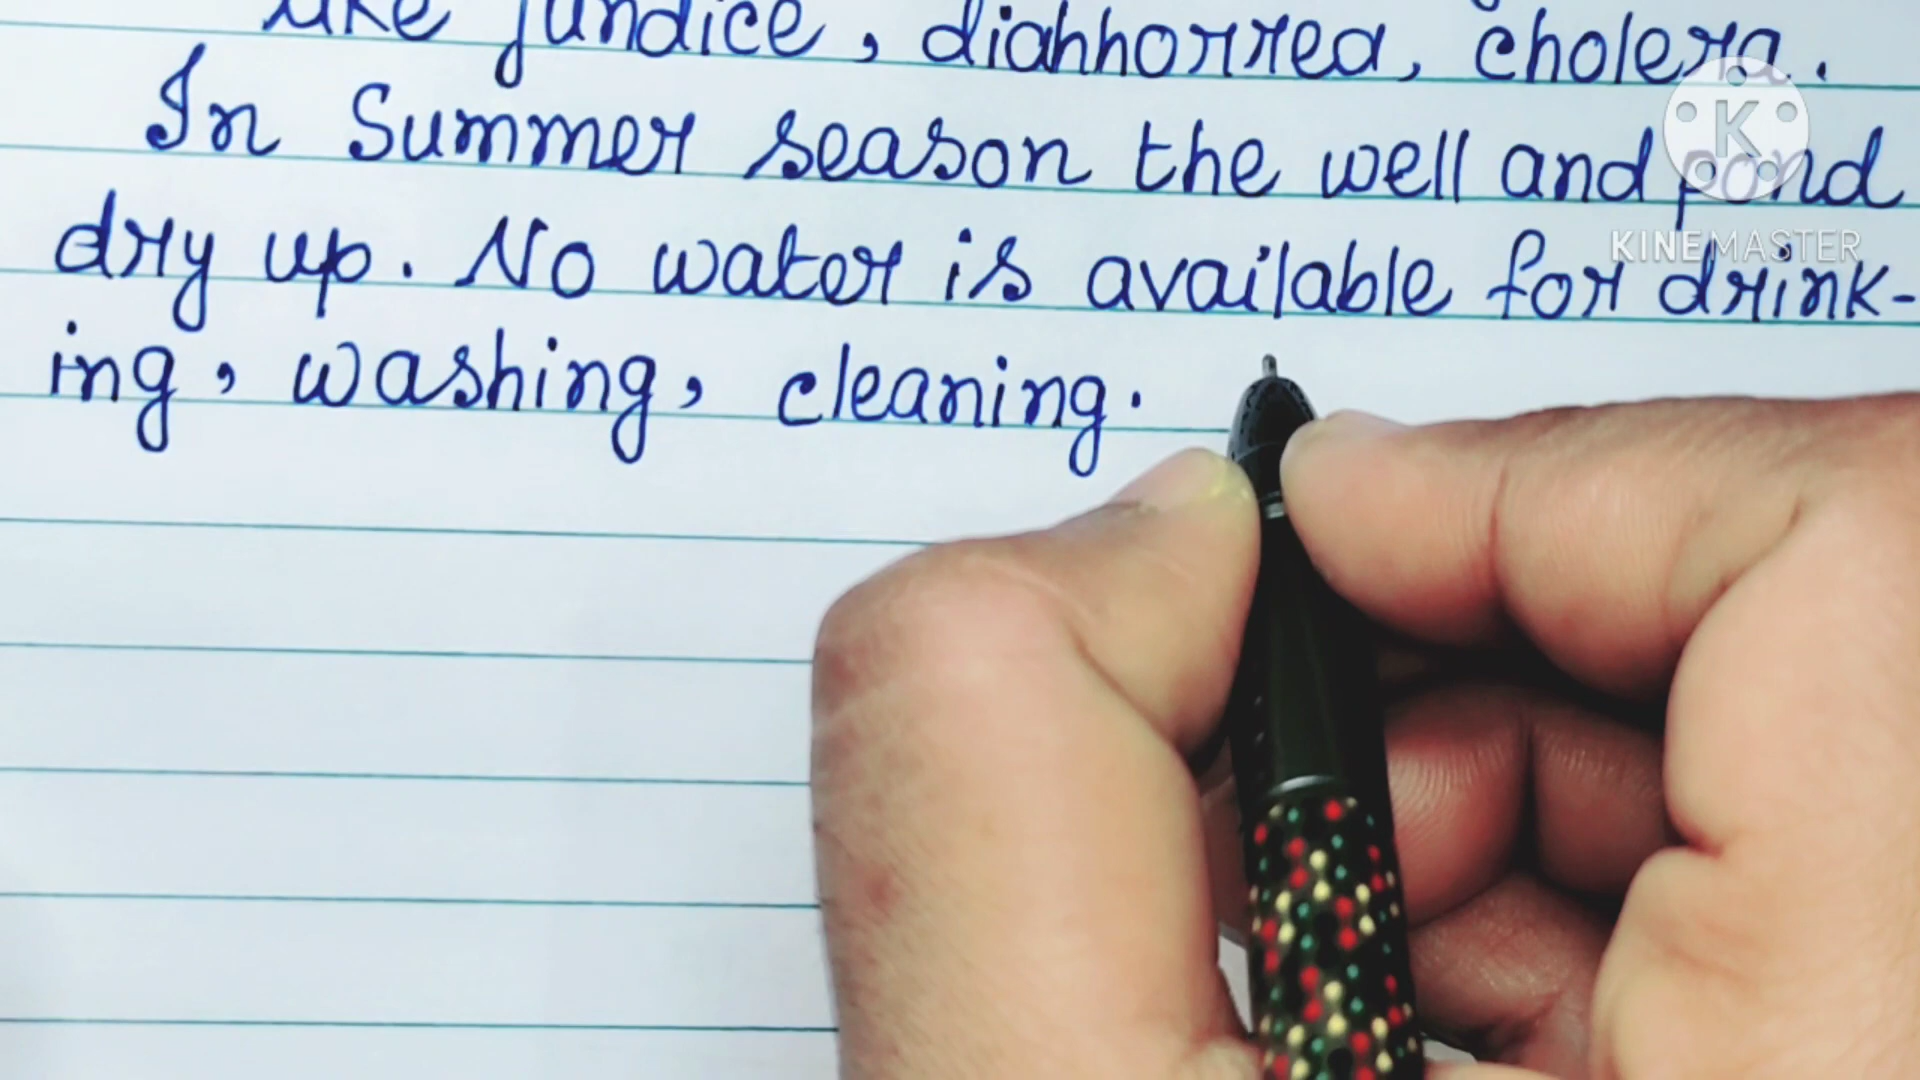 like jundice, diahhorrea, cholera.
In Summer season the well and pond
dry up. No water is available for drink-
ing, washing, cleaning.
K
KINEMASTER